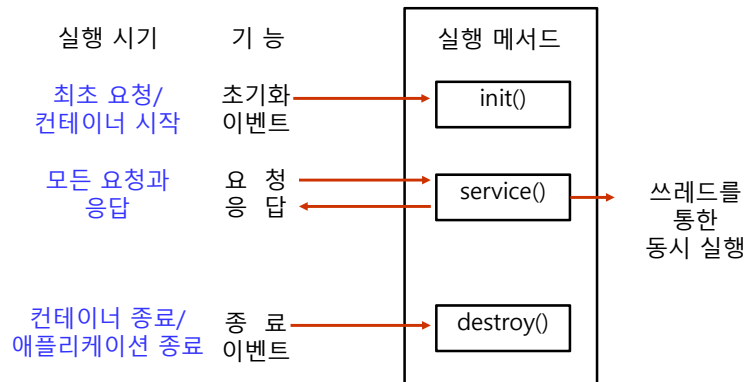 실행 시기 기 능 실행 메서드
최초 요청/ 초기화 init()
컨테이너 시작 이벤트
모든 요청과 요 청 service() 쓰레드를
응답 응 답 통한
동시 실행
컨테이너 종료/ 종 료 destroy()
애플리케이션 종료 이벤트